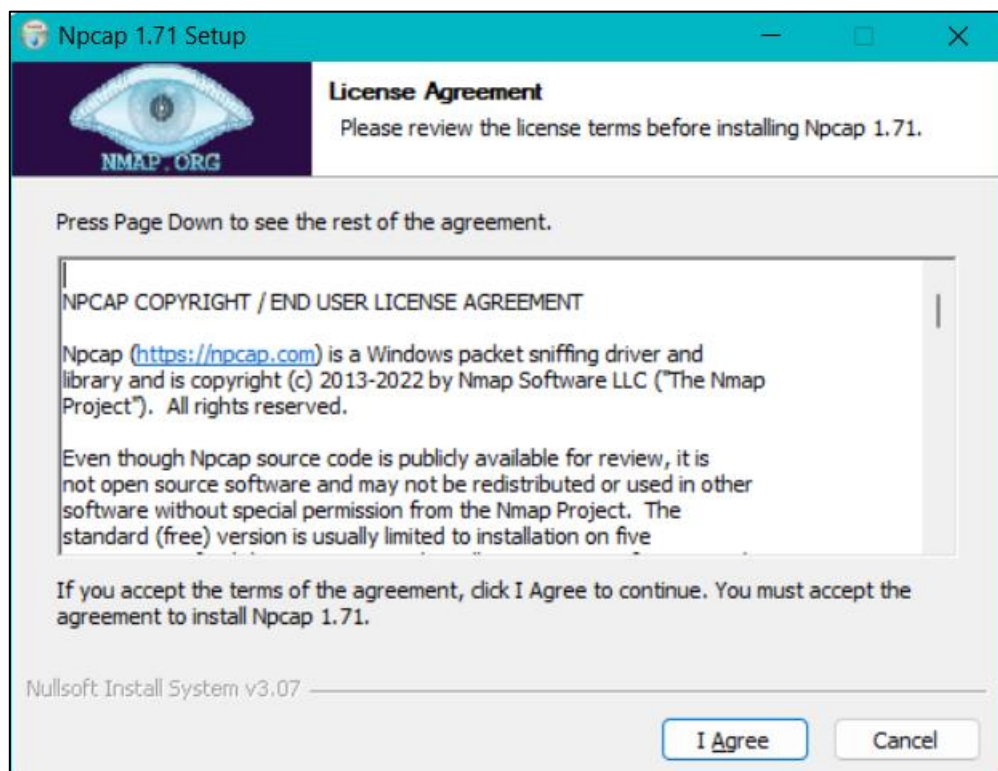 Npcap 1.71 Setup
NMAP.ORG
License Agreement
Please review the license terms before installing Npcap 1.71.
Press Page Down to see the rest of the agreement.
NPCAP COPYRIGHT / END USER LICENSE AGREEMENT
Npcap (https://npcap.com) is a Windows packet sniffing driver and
library and is copyright (c) 2013-2022 by Nmap Software LLC ("The Nmap
Project").  All rights reserved.
Even though Npcap source code is publicly available for review, it is
not open source software and may not be redistributed or used in other
software without special permission from the Nmap Project.  The
standard (free) version is usually limited to installation on five
If you accept the terms of the agreement, click I Agree to continue. You must accept the
agreement to install Npcap 1.71.
Nullsoft Install System v3.07
I Agree
Cancel